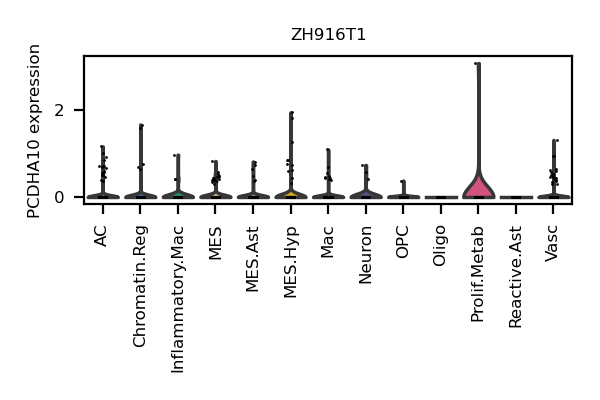 ZH916T1
PCDHA10 expression
2
0
AC
Chromatin.Reg
Inflammatory.Mac
MES
MES.Ast
MES.Hyp
Mac
Neuron
OPC
Oligo
Prolif.Metab
Reactive.Ast
Vasc